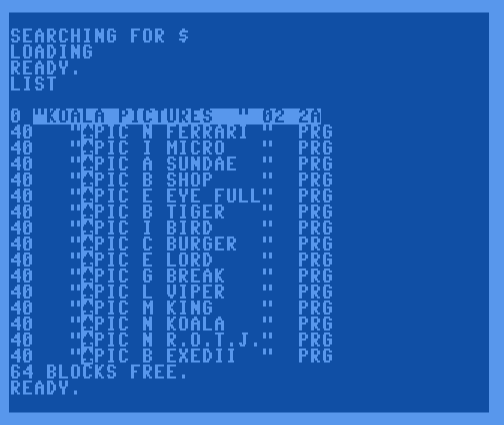 SEARCHING FOR $
LOADING
READY.
LIST
0 "KOALA PICTURES  " 02 2A
40    "♠PIC N FERRARI "  PRG
40    "♠PIC I MICRO   "  PRG
40    "♠PIC A SUNDAE  "  PRG
40    "♠PIC B SHOP    "  PRG
40    "♠PIC E EYE FULL"  PRG
40    "♠PIC B TIGER   "  PRG
40    "♠PIC I BIRD    "  PRG
40    "♠PIC C BURGER  "  PRG
40    "♠PIC E LORD    "  PRG
40    "♠PIC G BREAK   "  PRG
40    "♠PIC L VIPER   "  PRG
40    "♠PIC M KING    "  PRG
40    "♠PIC N KOALA   "  PRG
40    "♠PIC N R.O.T.J."  PRG
40    "♠PIC B EXEDII  "  PRG
64 BLOCKS FREE.
READY.